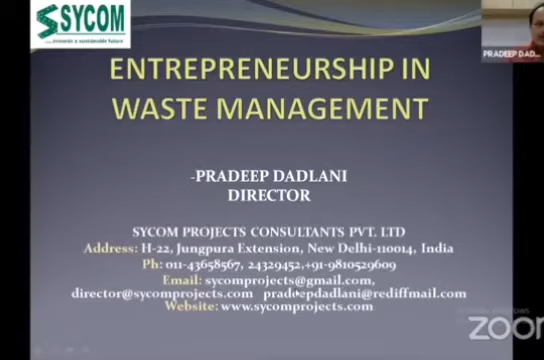 SYCOM
...towards a sustainable future
PRADEEP DAD...
ENTREPRENEURSHIP IN
WASTE MANAGEMENT
-PRADEEP DADLANI
DIRECTOR
SYCOM PROJECTS CONSULTANTS PVT. LTD
Address: H-22, Jungpura Extension, New Delhi-110014, India
Ph: 011-43658567, 24329452,+91-9810529609
Email: sycomprojects@gmail.com,
director@sycomprojects.com pradeepdadlani@rediffmail.com
Website: www.sycomprojects.com
zoom